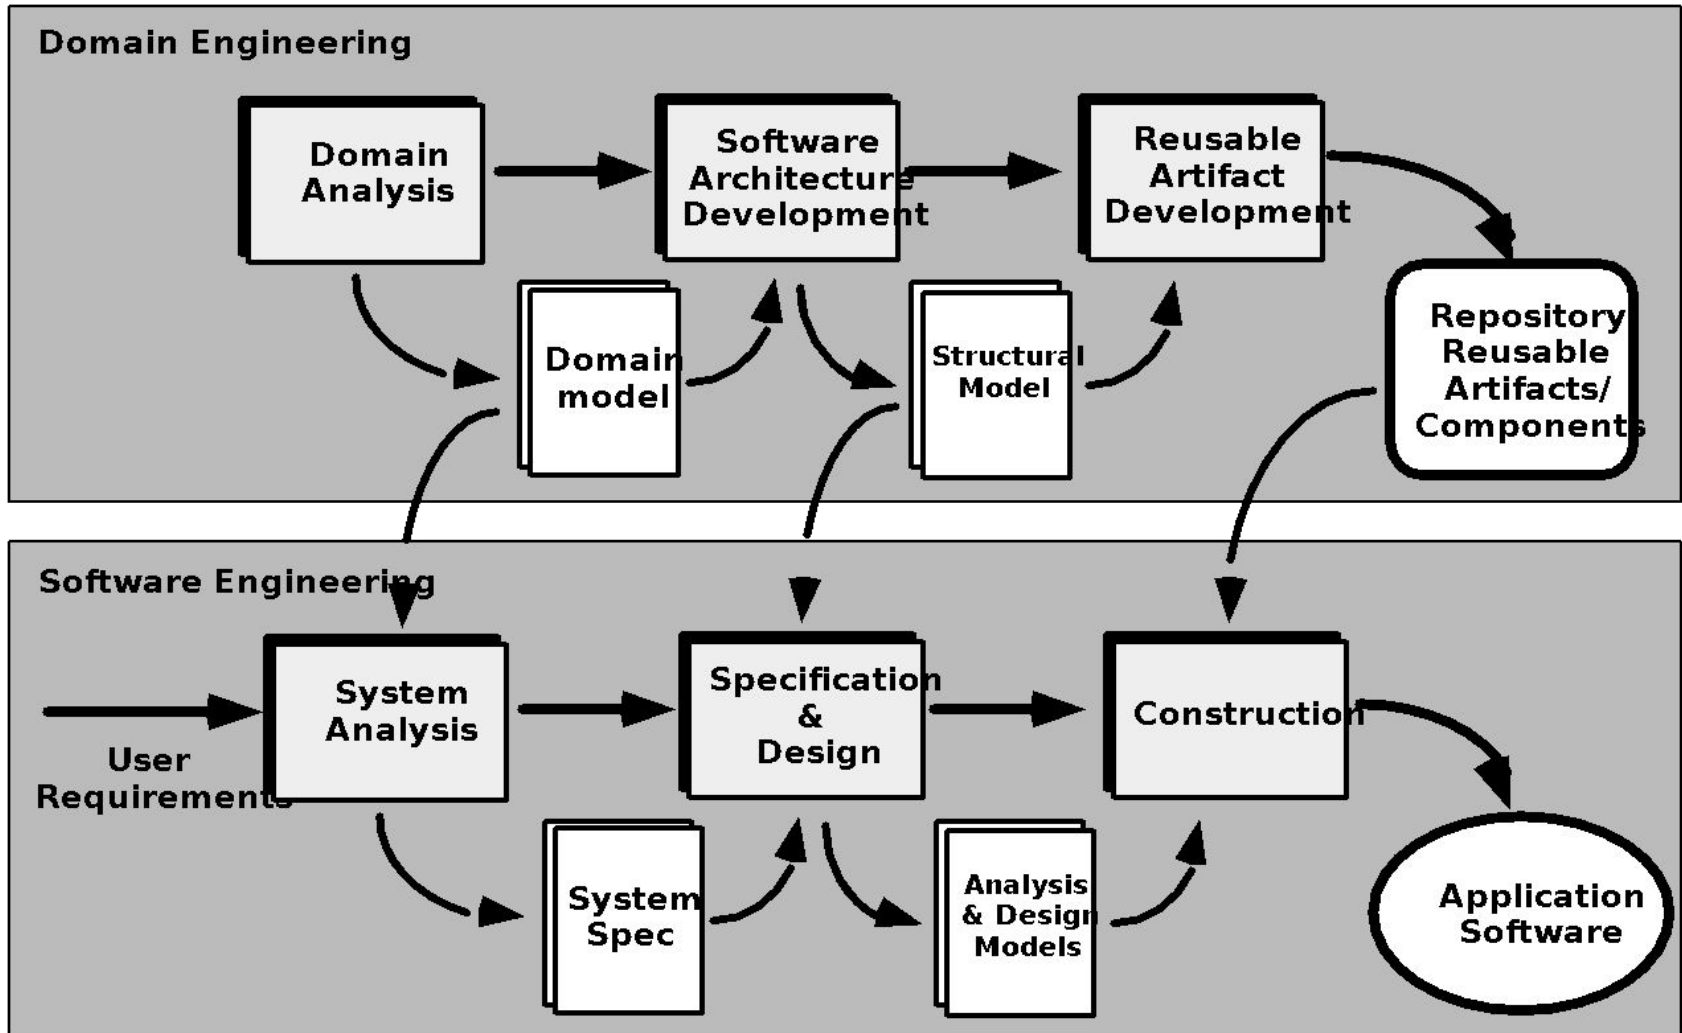 Domain Engineering
Domain
Analysis
Software
Architecture
Development
Reusable
Artifact
Development
Domain
model
Structural
Model
Repository
Reusable
Artifacts/
Components
Software Engineering
User
Requirements
System
Analysis
Specification
&
Design
Construction
System
Spec
Analysis
& Design
Models
Application
Software